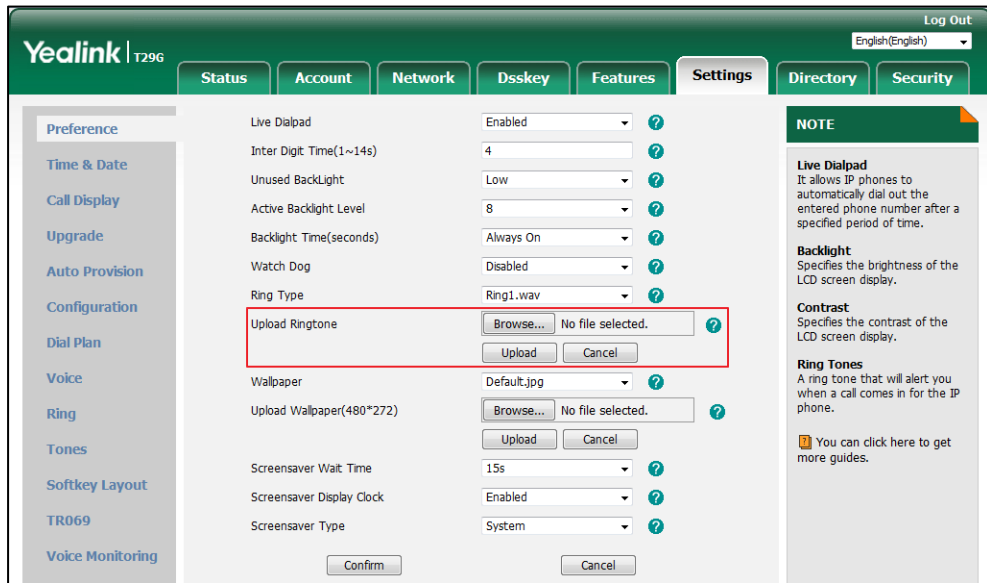 Log Out
Yealink | T29G
English(English)
Status Account Network Dsskey Features Settings Directory Security
Preference
Time & Date
Call Display
Upgrade
Auto Provision
Configuration
Dial Plan
Voice
Ring
Tones
Softkey Layout
TR069
Voice Monitoring
Live Dialpad Enabled ?
Inter Digit Time(1~14s) 4 ?
Unused BackLight Low ?
Active Backlight Level 8 ?
Backlight Time(seconds) Always On ?
Watch Dog Disabled ?
Ring Type Ring1.wav ?
Upload Ringtone Browse... No file selected. ?
Upload Cancel
Wallpaper Default.jpg ?
Upload Wallpaper(480*272) Browse... No file selected. ?
Upload Cancel
Screensaver Wait Time 15s ?
Screensaver Display Clock Enabled ?
Screensaver Type System ?
Confirm Cancel
NOTE
Live Dialpad
It allows IP phones to
automatically dial out the
entered phone number after a
specified period of time.
Backlight
Specifies the brightness of the
LCD screen display.
Contrast
Specifies the contrast of the
LCD screen display.
Ring Tones
A ring tone that will alert you
when a call comes in for the IP
phone.
? You can click here to get
more guides.